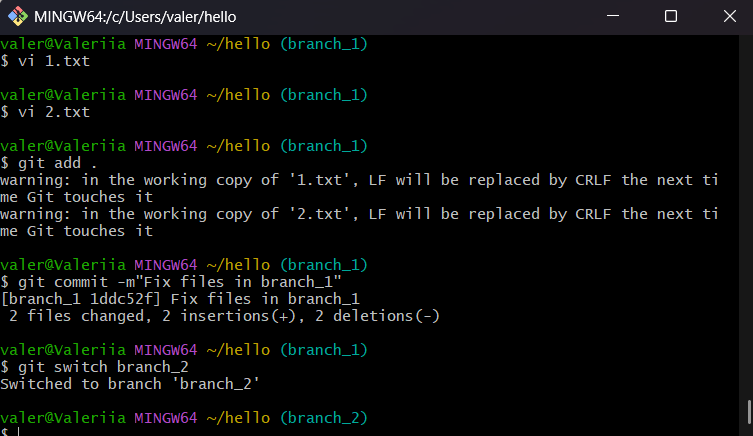 MINGW64:/c/Users/valer/hello
valer@Valeriia MINGW64 ~/hello (branch_1)
$ vi 1.txt
valer@Valeriia MINGW64 ~/hello (branch_1)
$ vi 2.txt
valer@Valeriia MINGW64 ~/hello (branch_1)
$ git add .
warning: in the working copy of '1.txt', LF will be replaced by CRLF the next ti
me Git touches it
warning: in the working copy of '2.txt', LF will be replaced by CRLF the next ti
me Git touches it
valer@Valeriia MINGW64 ~/hello (branch_1)
$ git commit -m"Fix files in branch_1"
[branch_1 1ddc52f] Fix files in branch_1
 2 files changed, 2 insertions(+), 2 deletions(-)
valer@Valeriia MINGW64 ~/hello (branch_1)
$ git switch branch_2
Switched to branch 'branch_2'
valer@Valeriia MINGW64 ~/hello (branch_2)
$